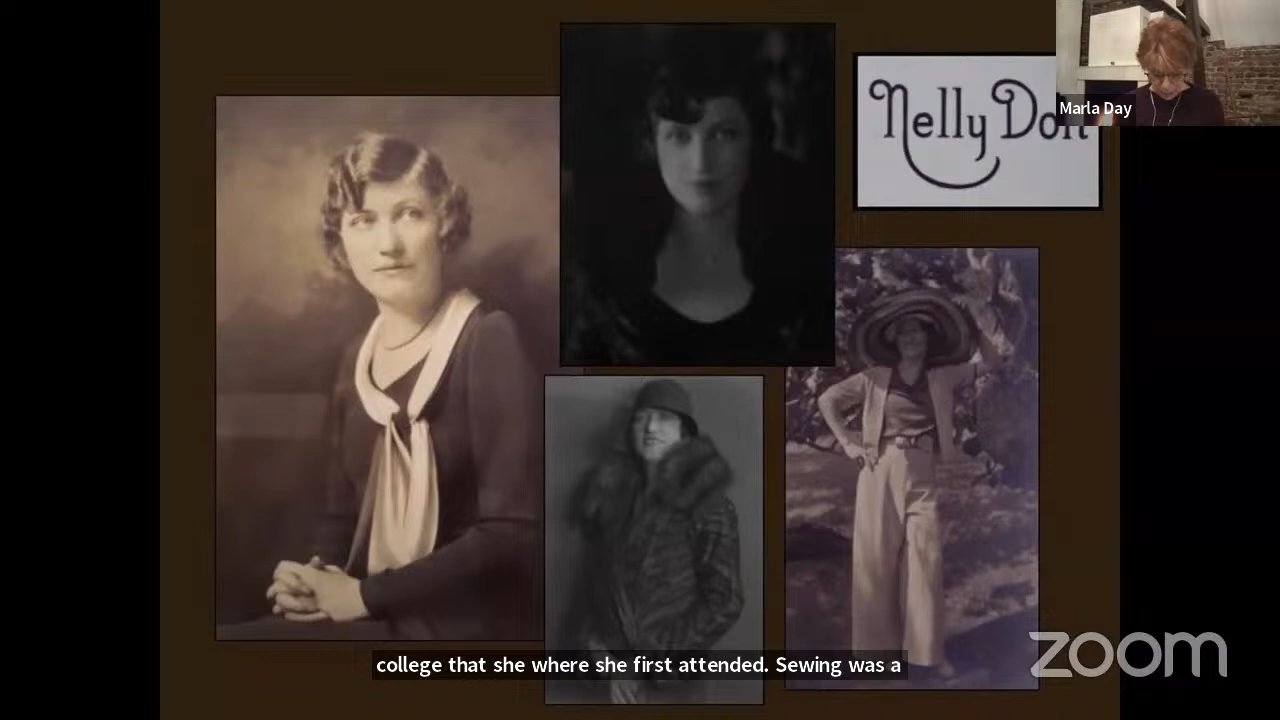 Nelly Don
Marla Day
college that she where she first attended. Sewing was a
zoom